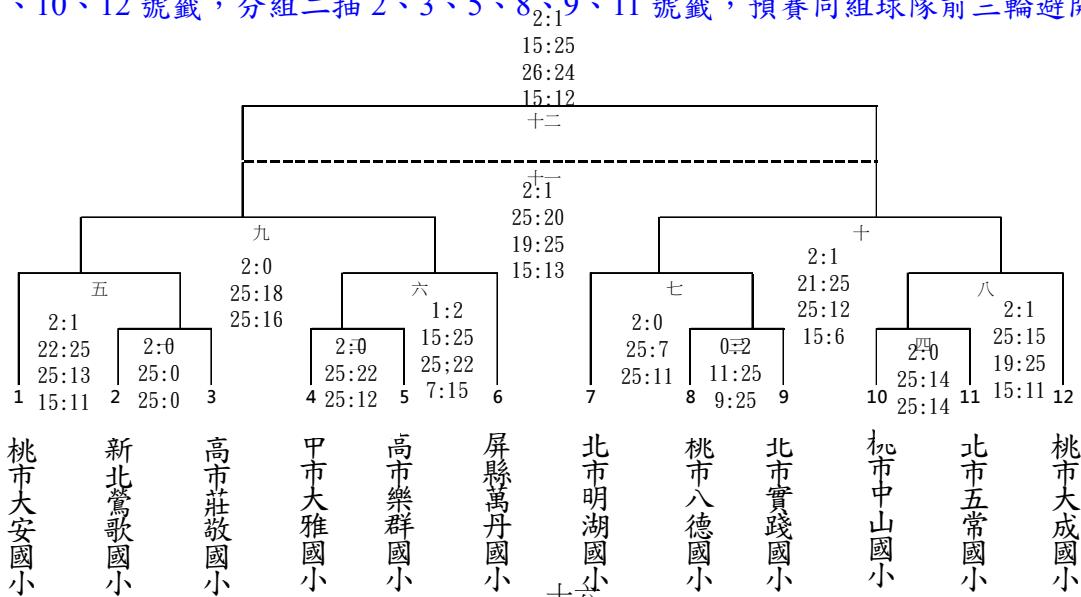 、10、12 號籤，分組二抽 2、3、5、8、9、11 號籤，預賽同組球隊前三輪避開
2:1
15:25
26:24
15:12
十二
十一
2:1
25:20
19:25
15:13
九
2:0
25:18
25:16
十
2:1
21:25
25:12
15:6
五
2:1
22:25
25:13
15:11
六
1:2
15:25
25;22
7:15
七
2:0
25:7
25:11
八
2:1
25:15
19:25
15:11
2:0
25:0
25:0
2:0
25:22
25:12
0:2
11:25
9:25
四
2:0
25:14
25:14
1 2 3 4 5 6 7 8 9 10 11 12
桃市大安國小
新北鶯歌國小
高市莊敬國小
甲市大雅國小
高市樂群國小
屏縣萬丹國小
北市明湖國小
桃市八德國小
北市實踐國小
桃市中山國小
北市五常國小
桃市大成國小
十六